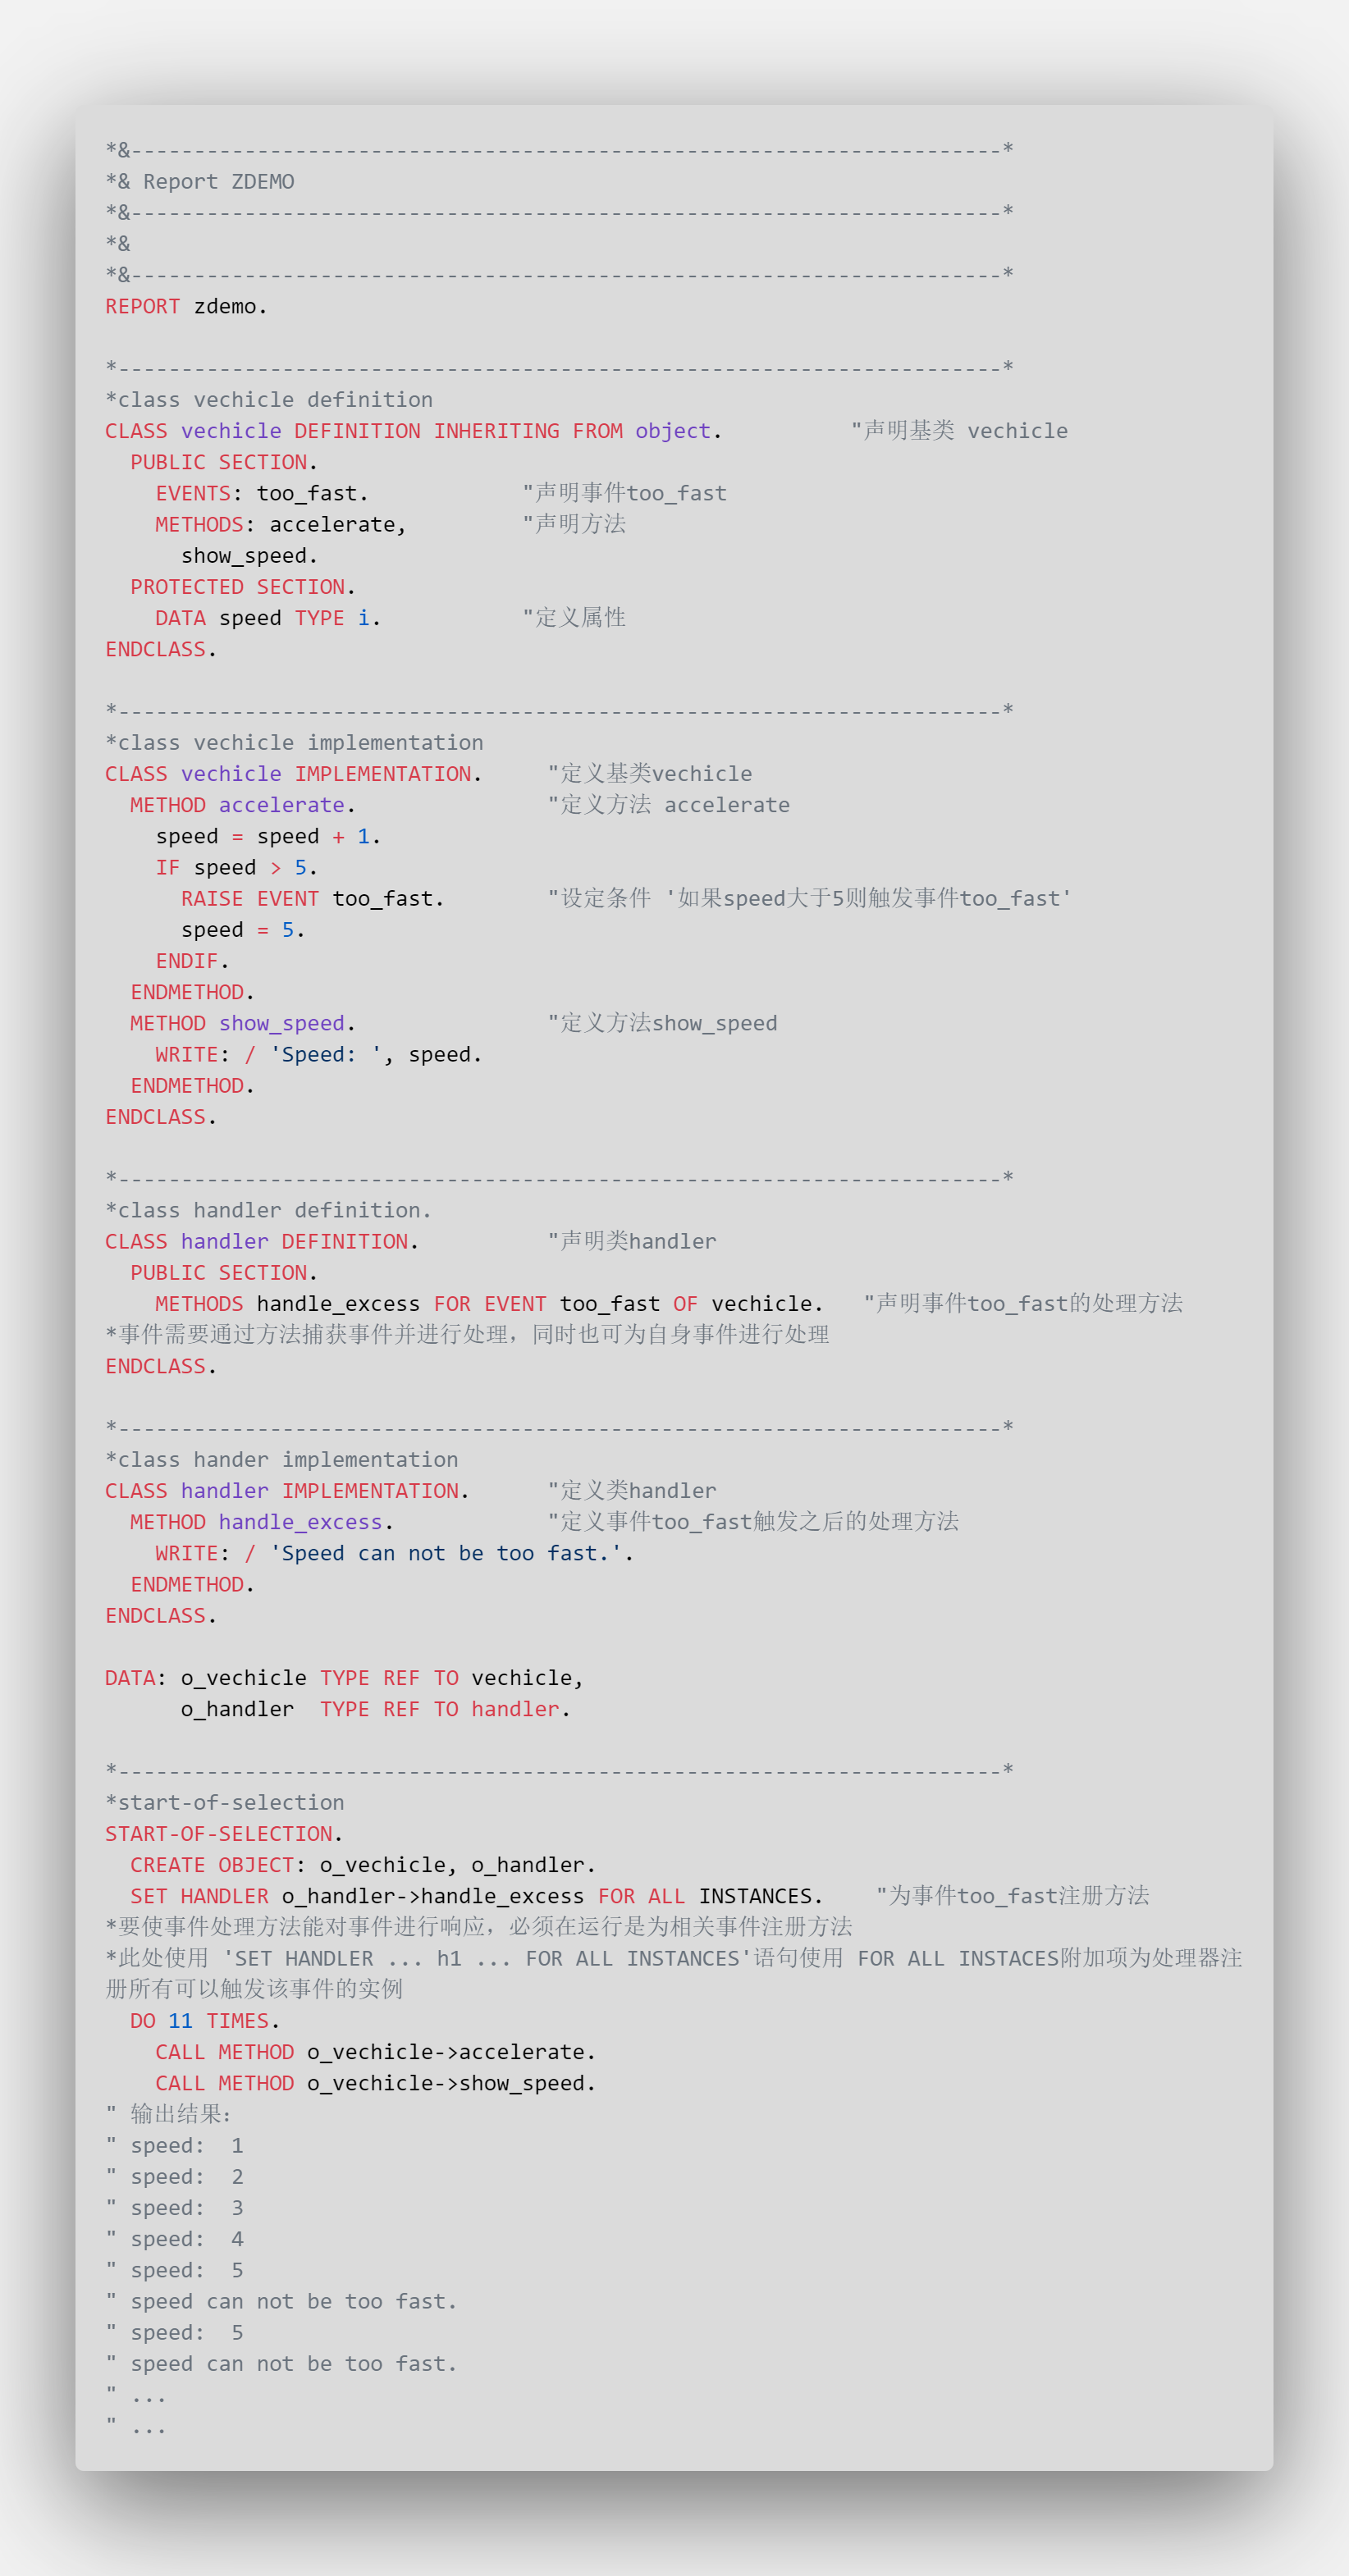 *&---------------------------------------------------------------------*
*& Report ZDEMO
*&---------------------------------------------------------------------*
*&
*&---------------------------------------------------------------------*
REPORT zdemo.

*----------------------------------------------------------------------*
*class vechicle definition
CLASS vechicle DEFINITION INHERITING FROM object.          "声明基类 vechicle
  PUBLIC SECTION.
    EVENTS: too_fast.            "声明事件too_fast
    METHODS: accelerate,         "声明方法
      show_speed.
  PROTECTED SECTION.
    DATA speed TYPE i.           "定义属性
ENDCLASS.

*----------------------------------------------------------------------*
*class vechicle implementation
CLASS vechicle IMPLEMENTATION.     "定义基类vechicle
  METHOD accelerate.               "定义方法 accelerate
    speed = speed + 1.
    IF speed > 5.
      RAISE EVENT too_fast.        "设定条件 '如果speed大于5则触发事件too_fast'
      speed = 5.
    ENDIF.
  ENDMETHOD.
  METHOD show_speed.               "定义方法show_speed
    WRITE: / 'Speed: ', speed.
  ENDMETHOD.
ENDCLASS.

*----------------------------------------------------------------------*
*class handler definition.
CLASS handler DEFINITION.          "声明类handler
  PUBLIC SECTION.
    METHODS handle_excess FOR EVENT too_fast OF vechicle.   "声明事件too_fast的处理方法
*事件需要通过方法捕获事件并进行处理，同时也可为自身事件进行处理
ENDCLASS.

*----------------------------------------------------------------------*
*class hander implementation
CLASS handler IMPLEMENTATION.      "定义类handler
  METHOD handle_excess.            "定义事件too_fast触发之后的处理方法
    WRITE: / 'Speed can not be too fast.'.
  ENDMETHOD.
ENDCLASS.

DATA: o_vechicle TYPE REF TO vechicle,
      o_handler  TYPE REF TO handler.

*----------------------------------------------------------------------*
*start-of-selection
START-OF-SELECTION.
  CREATE OBJECT: o_vechicle, o_handler.
  SET HANDLER o_handler->handle_excess FOR ALL INSTANCES.    "为事件too_fast注册方法
*要使事件处理方法能对事件进行响应，必须在运行是为相关事件注册方法
*此处使用 'SET HANDLER ... h1 ... FOR ALL INSTANCES'语句使用 FOR ALL INSTACES附加项为处理器注
册所有可以触发该事件的实例
  DO 11 TIMES.
    CALL METHOD o_vechicle->accelerate.
    CALL METHOD o_vechicle->show_speed.
" 输出结果：
" speed:  1
" speed:  2
" speed:  3
" speed:  4
" speed:  5
" speed can not be too fast.
" speed:  5
" speed can not be too fast.
" ...
" ...